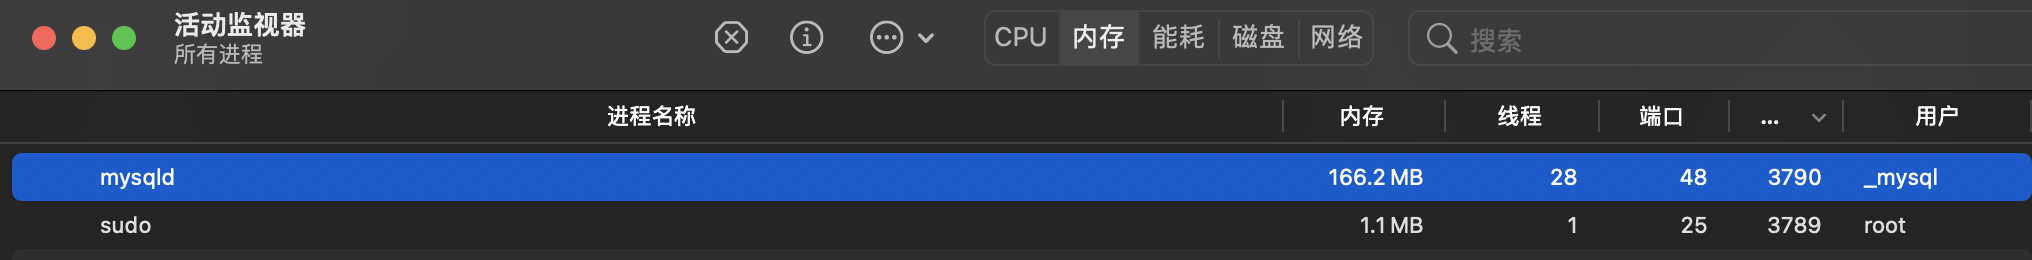 活动监视器
所有进程
CPU 内存 能耗 磁盘 网络 搜索
进程名称 内存 线程 端口 ... 用户
mysqld 166.2 MB 28 48 3790 _mysql
sudo 1.1 MB 1 25 3789 root